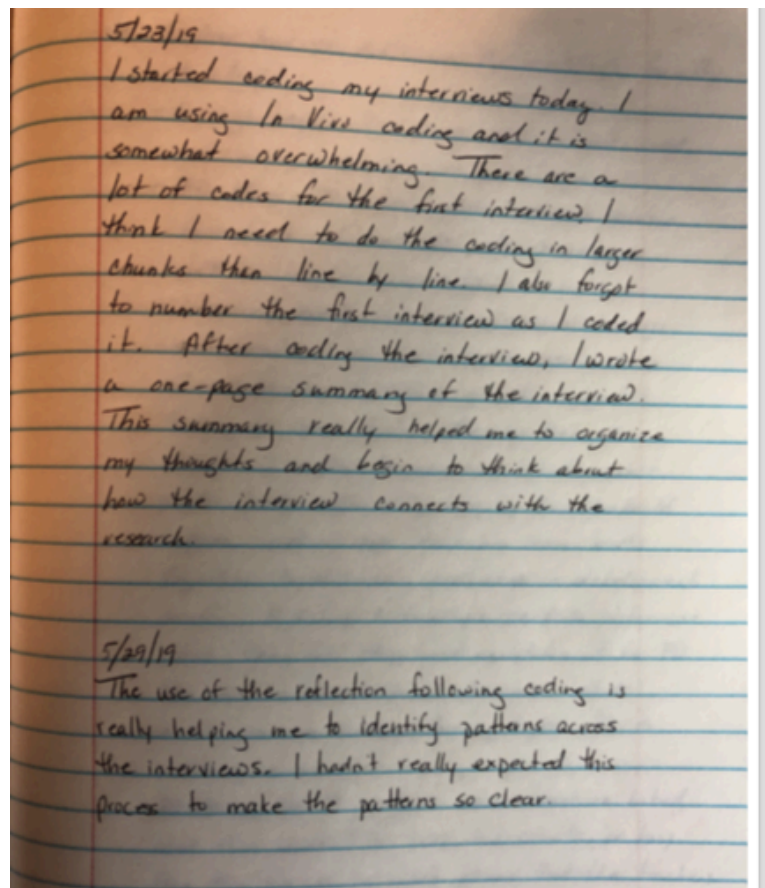 5/23/19
I started coding my interviews today. I
am using In Vivo coding and it is
somewhat overwhelming. There are a
lot of codes for the first interview. I
think I need to do the coding in larger
chunks than line by line. I also forgot
to number the first interview as I coded
it. After coding the interview, I wrote
a one-page summary of the interview.
This summary really helped me to organize
my thoughts and begin to think about
how the interview connects with the
research.
5/29/19
The use of the reflection following coding is
really helping me to identify patterns across
the interviews. I hadn't really expected this
process to make the patterns so clear.